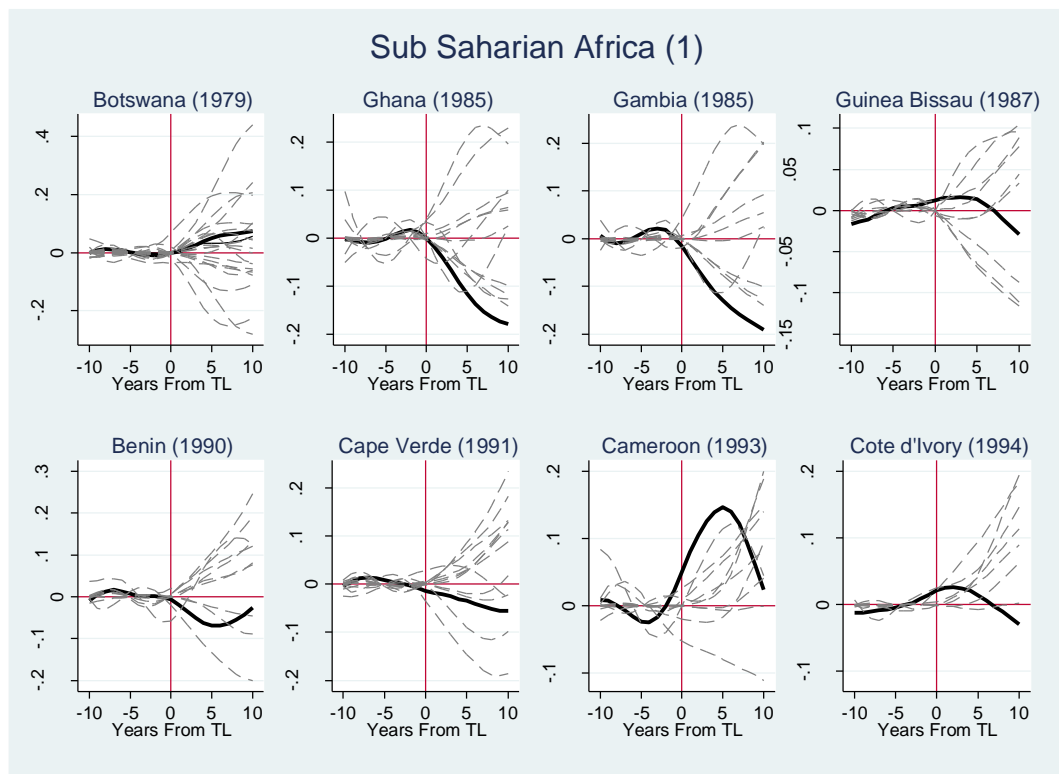 Sub Saharian Africa (1)
Botswana (1979)
.4
.2
0
-.2
-10 -5 0 5 10
Years From TL
Ghana (1985)
.2
.1
0
-.1
-.2
-10 -5 0 5 10
Years From TL
Gambia (1985)
.2
.1
0
-.1
-.2
-10 -5 0 5 10
Years From TL
Guinea Bissau (1987)
.1
.05
0
-.05
-.1
-.15
-10 -5 0 5 10
Years From TL
Benin (1990)
.3
.2
.1
0
-.1
-.2
-10 -5 0 5 10
Years From TL
Cape Verde (1991)
.2
.1
0
-.1
-.2
-10 -5 0 5 10
Years From TL
Cameroon (1993)
.2
.1
0
-.1
-10 -5 0 5 10
Years From TL
Cote d'Ivory (1994)
.2
.1
0
-.1
-10 -5 0 5 10
Years From TL